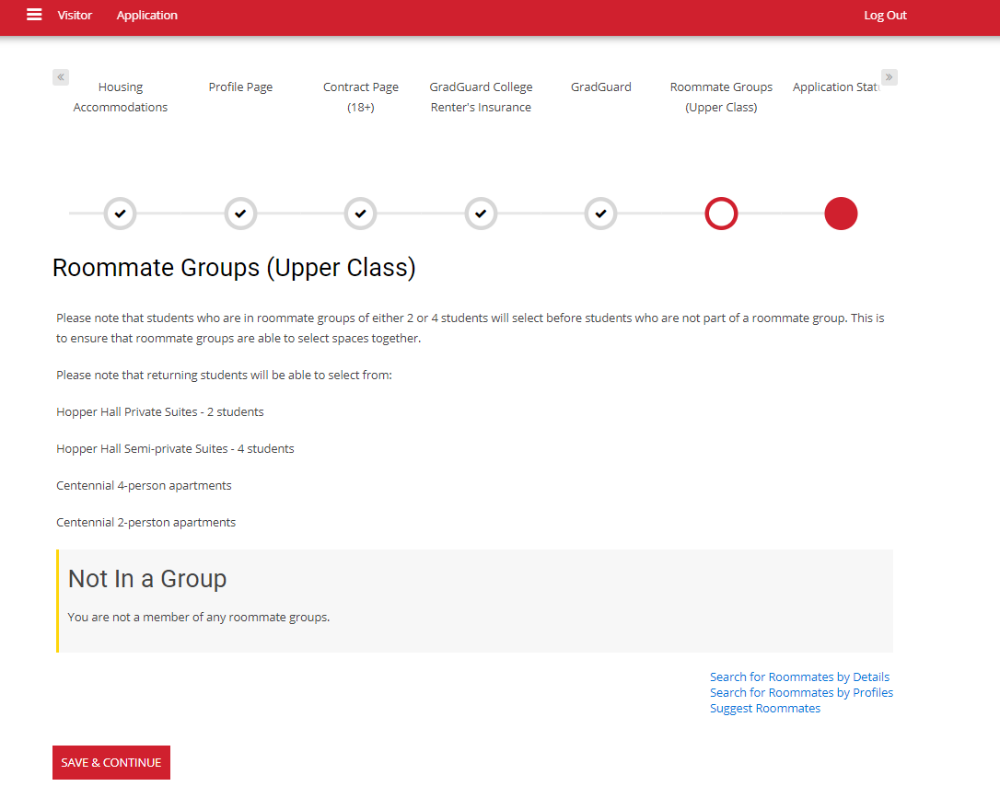 Visitor Application Log Out
« »
Housing Accommodations
Profile Page
Contract Page (18+)
GradGuard College Renter's Insurance
GradGuard
Roommate Groups (Upper Class)
Application Stat
Roommate Groups (Upper Class)
Please note that students who are in roommate groups of either 2 or 4 students will select before students who are not part of a roommate group. This is
to ensure that roommate groups are able to select spaces together.
Please note that returning students will be able to select from:
Hopper Hall Private Suites - 2 students
Hopper Hall Semi-private Suites - 4 students
Centennial 4-person apartments
Centennial 2-perston apartments
Not In a Group
You are not a member of any roommate groups.
Search for Roommates by Details
Search for Roommates by Profiles
Suggest Roommates
SAVE & CONTINUE